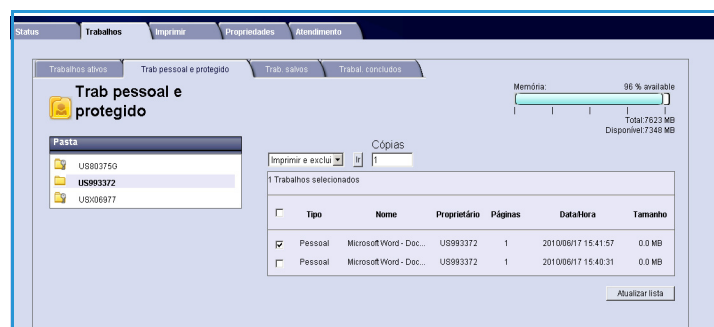 Status Trabalhos Imprimir Propriedades Atendimento
Trabalhos ativos Trab pessoal e protegido Trab. salvos Trabal. concludos
Trab pessoal e
protegido
Memória: 96 % available
Total:7623 MB
Disponível:7348 MB
Pasta
US80375G
US993372
USX06977
Cópias
Imprimir e exclui Ir 1
1 Trabalhos selecionados
Tipo Nome Proprietário Páginas Data/Hora Tamanho
Pessoal Microsoft Word - Doc... US993372 1 2010/06/17 15:41:57 0.0 MB
Pessoal Microsoft Word - Doc... US993372 1 2010/06/17 15:40:31 0.0 MB
Atualizar lista